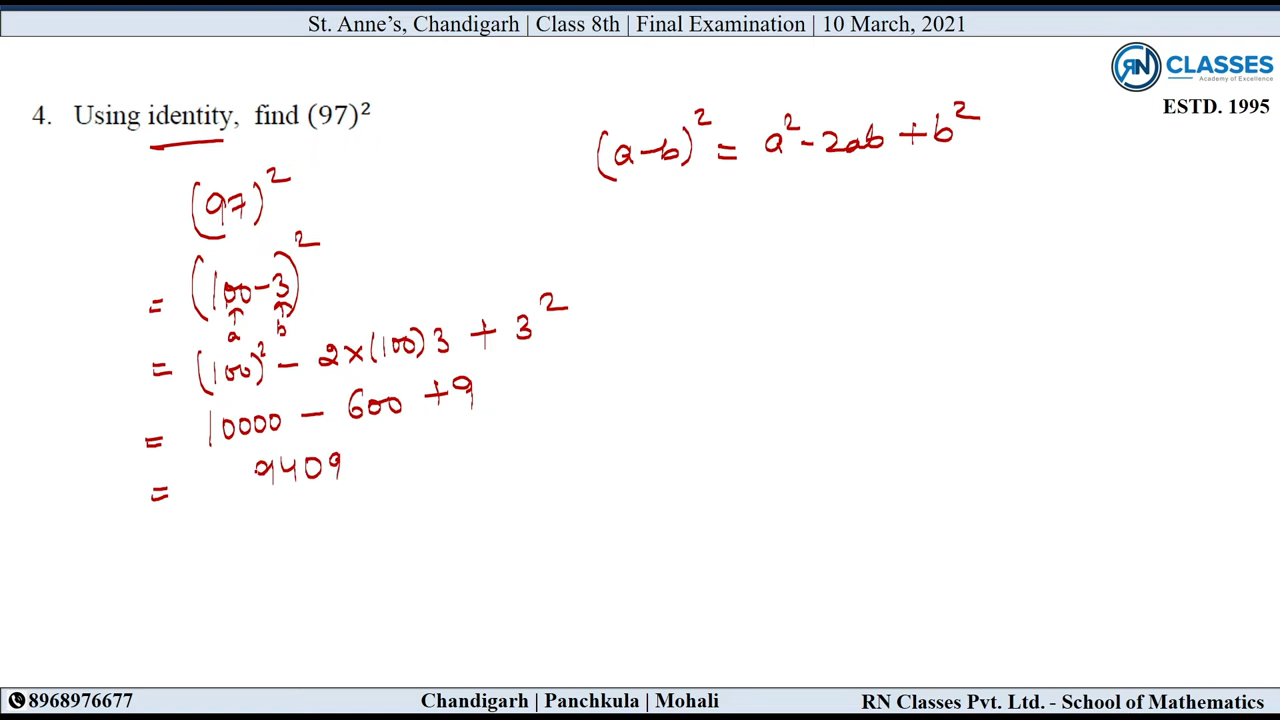 St. Anne's, Chandigarh | Class 8th | Final Examination | 10 March, 2021
RN CLASSES
Academy of Excellence
ESTD. 1995
4. Using identity, find (97)²
(a-b)² = a² - 2ab + b²
(97)²
= (100-3)²
a b
= (100)² - 2×(100)3 + 3²
= 10000 - 600 + 9
= 9409
8968976677
Chandigarh | Panchkula | Mohali
RN Classes Pvt. Ltd. - School of Mathematics